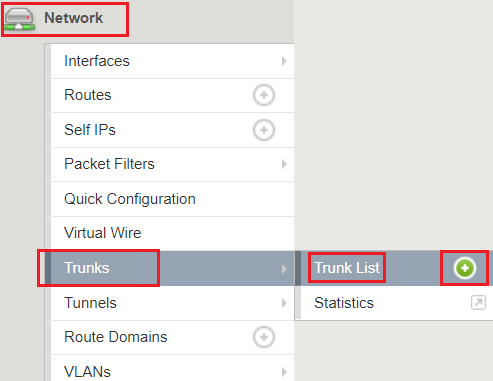 Network
Interfaces
Routes
Self IPs
Packet Filters
Quick Configuration
Virtual Wire
Trunks
Trunk List
Tunnels
Statistics
Route Domains
VLANs